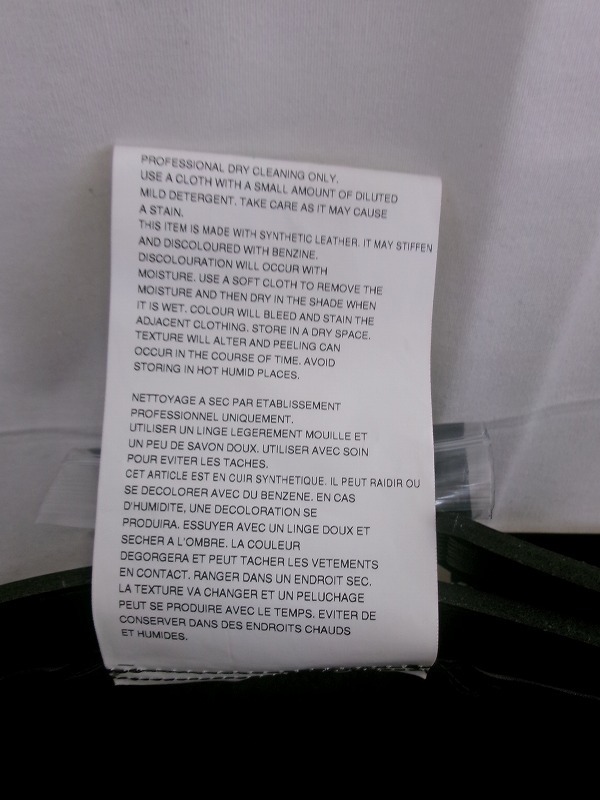 PROFESSIONAL DRY CLEANING ONLY.
USE A CLOTH WITH A SMALL AMOUNT OF DILUTED
MILD DETERGENT. TAKE CARE AS IT MAY CAUSE
A STAIN.
THIS ITEM IS MADE WITH SYNTHETIC LEATHER. IT MAY STIFFEN
AND DISCOLOURED WITH BENZINE.
DISCOLOURATION WILL OCCUR WITH
MOISTURE. USE A SOFT CLOTH TO REMOVE THE
MOISTURE AND THEN DRY IN THE SHADE WHEN
IT IS WET. COLOUR WILL BLEED AND STAIN THE
ADJACENT CLOTHING. STORE IN A DRY SPACE.
TEXTURE WILL ALTER AND PEELING CAN
OCCUR IN THE COURSE OF TIME. AVOID
STORING IN HOT HUMID PLACES.
NETTOYAGE A SEC PAR ETABLISSEMENT
PROFESSIONNEL UNIQUEMENT.
UTILISER UN LINGE LEGEREMENT MOUILLE ET
UN PEU DE SAVON DOUX. UTILISER AVEC SOIN
POUR EVITER LES TACHES.
CET ARTICLE EST EN CUIR SYNTHETIQUE. IL PEUT RAIDIR OU
SE DECOLORER AVEC DU BENZENE. EN CAS
D'HUMIDITE, UNE DECOLORATION SE
PRODUIRA. ESSUYER AVEC UN LINGE DOUX ET
SECHER A L'OMBRE. LA COULEUR
DEGORGERA ET PEUT TACHER LES VETEMENTS
EN CONTACT. RANGER DANS UN ENDROIT SEC.
LA TEXTURE VA CHANGER ET UN PELUCHAGE
PEUT SE PRODUIRE AVEC LE TEMPS. EVITER DE
CONSERVER DANS DES ENDROITS CHAUDS
ET HUMIDES.